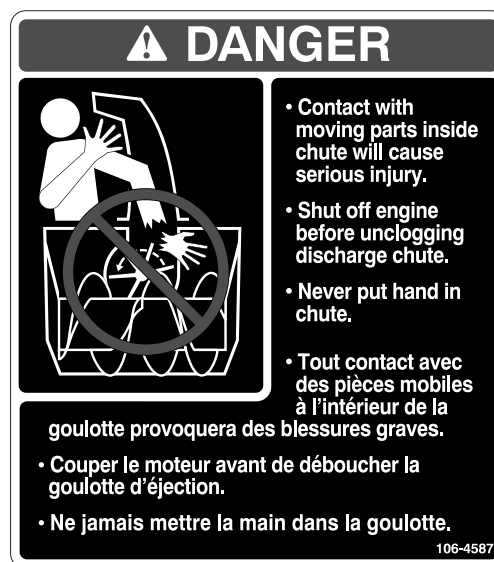 DANGER
• Contact with
moving parts inside
chute will cause
serious injury.
• Shut off engine
before unclogging
discharge chute.
• Never put hand in
chute.
• Tout contact avec
des pièces mobiles
à l'intérieur de la
goulotte provoquera des blessures graves.
• Couper le moteur avant de déboucher la
goulotte d'éjection.
• Ne jamais mettre la main dans la goulotte.
106-4587